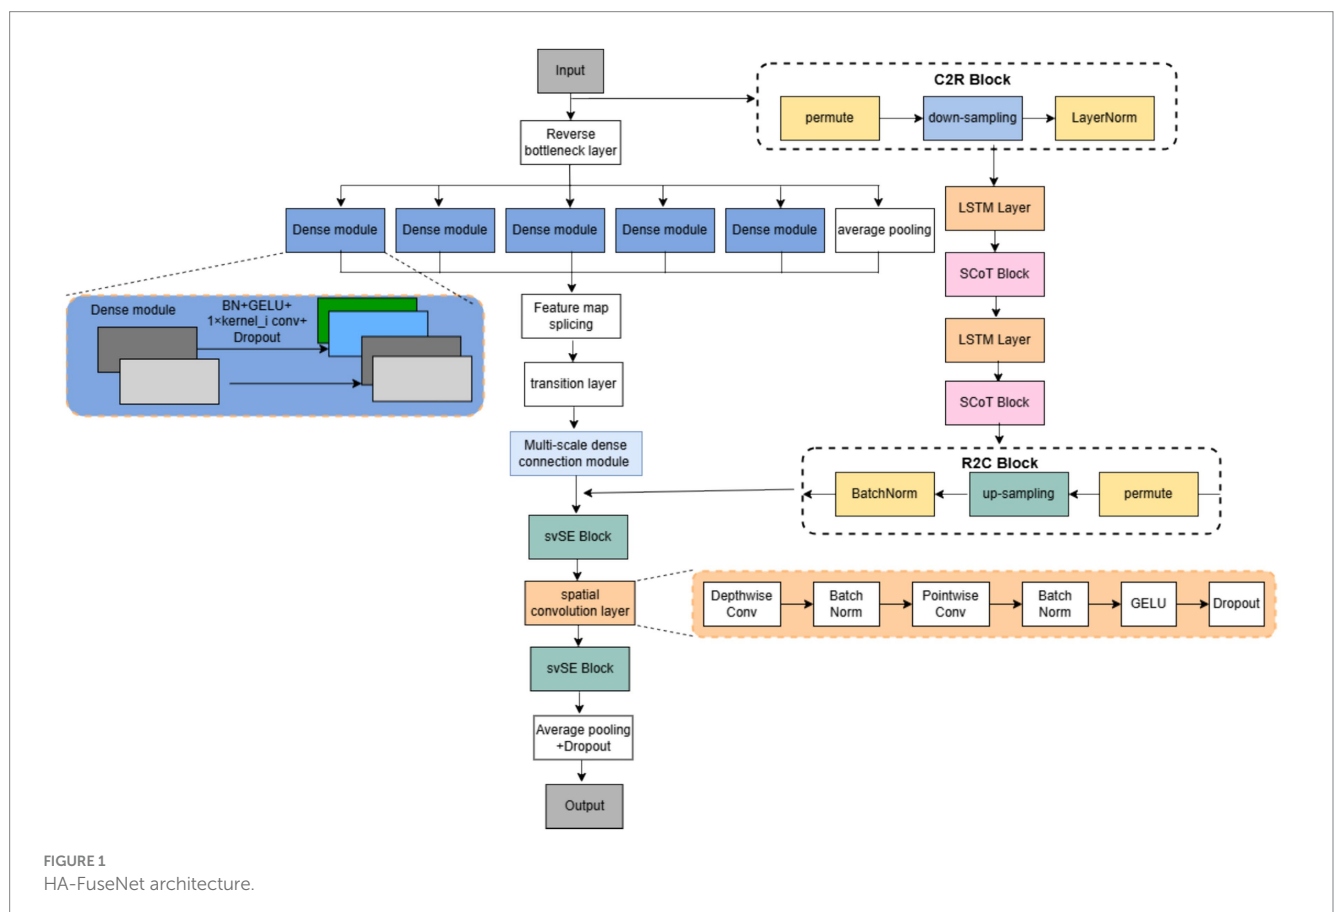 Input
C2R Block
permute
down-sampling
LayerNorm
Reverse
bottleneck layer
LSTM Layer
Dense module
Dense module
Dense module
Dense module
Dense module
average pooling
SCoT Block
Dense module
BN+GELU+
1×kernel_i conv+
Dropout
Feature map
splicing
LSTM Layer
transition layer
SCoT Block
Multi-scale dense
connection module
R2C Block
BatchNorm
up-sampling
permute
svSE Block
spatial
convolution layer
Depthwise
Conv
Batch
Norm
Pointwise
Conv
Batch
Norm
GELU
Dropout
svSE Block
Average pooling
+Dropout
Output
FIGURE 1
HA-FuseNet architecture.